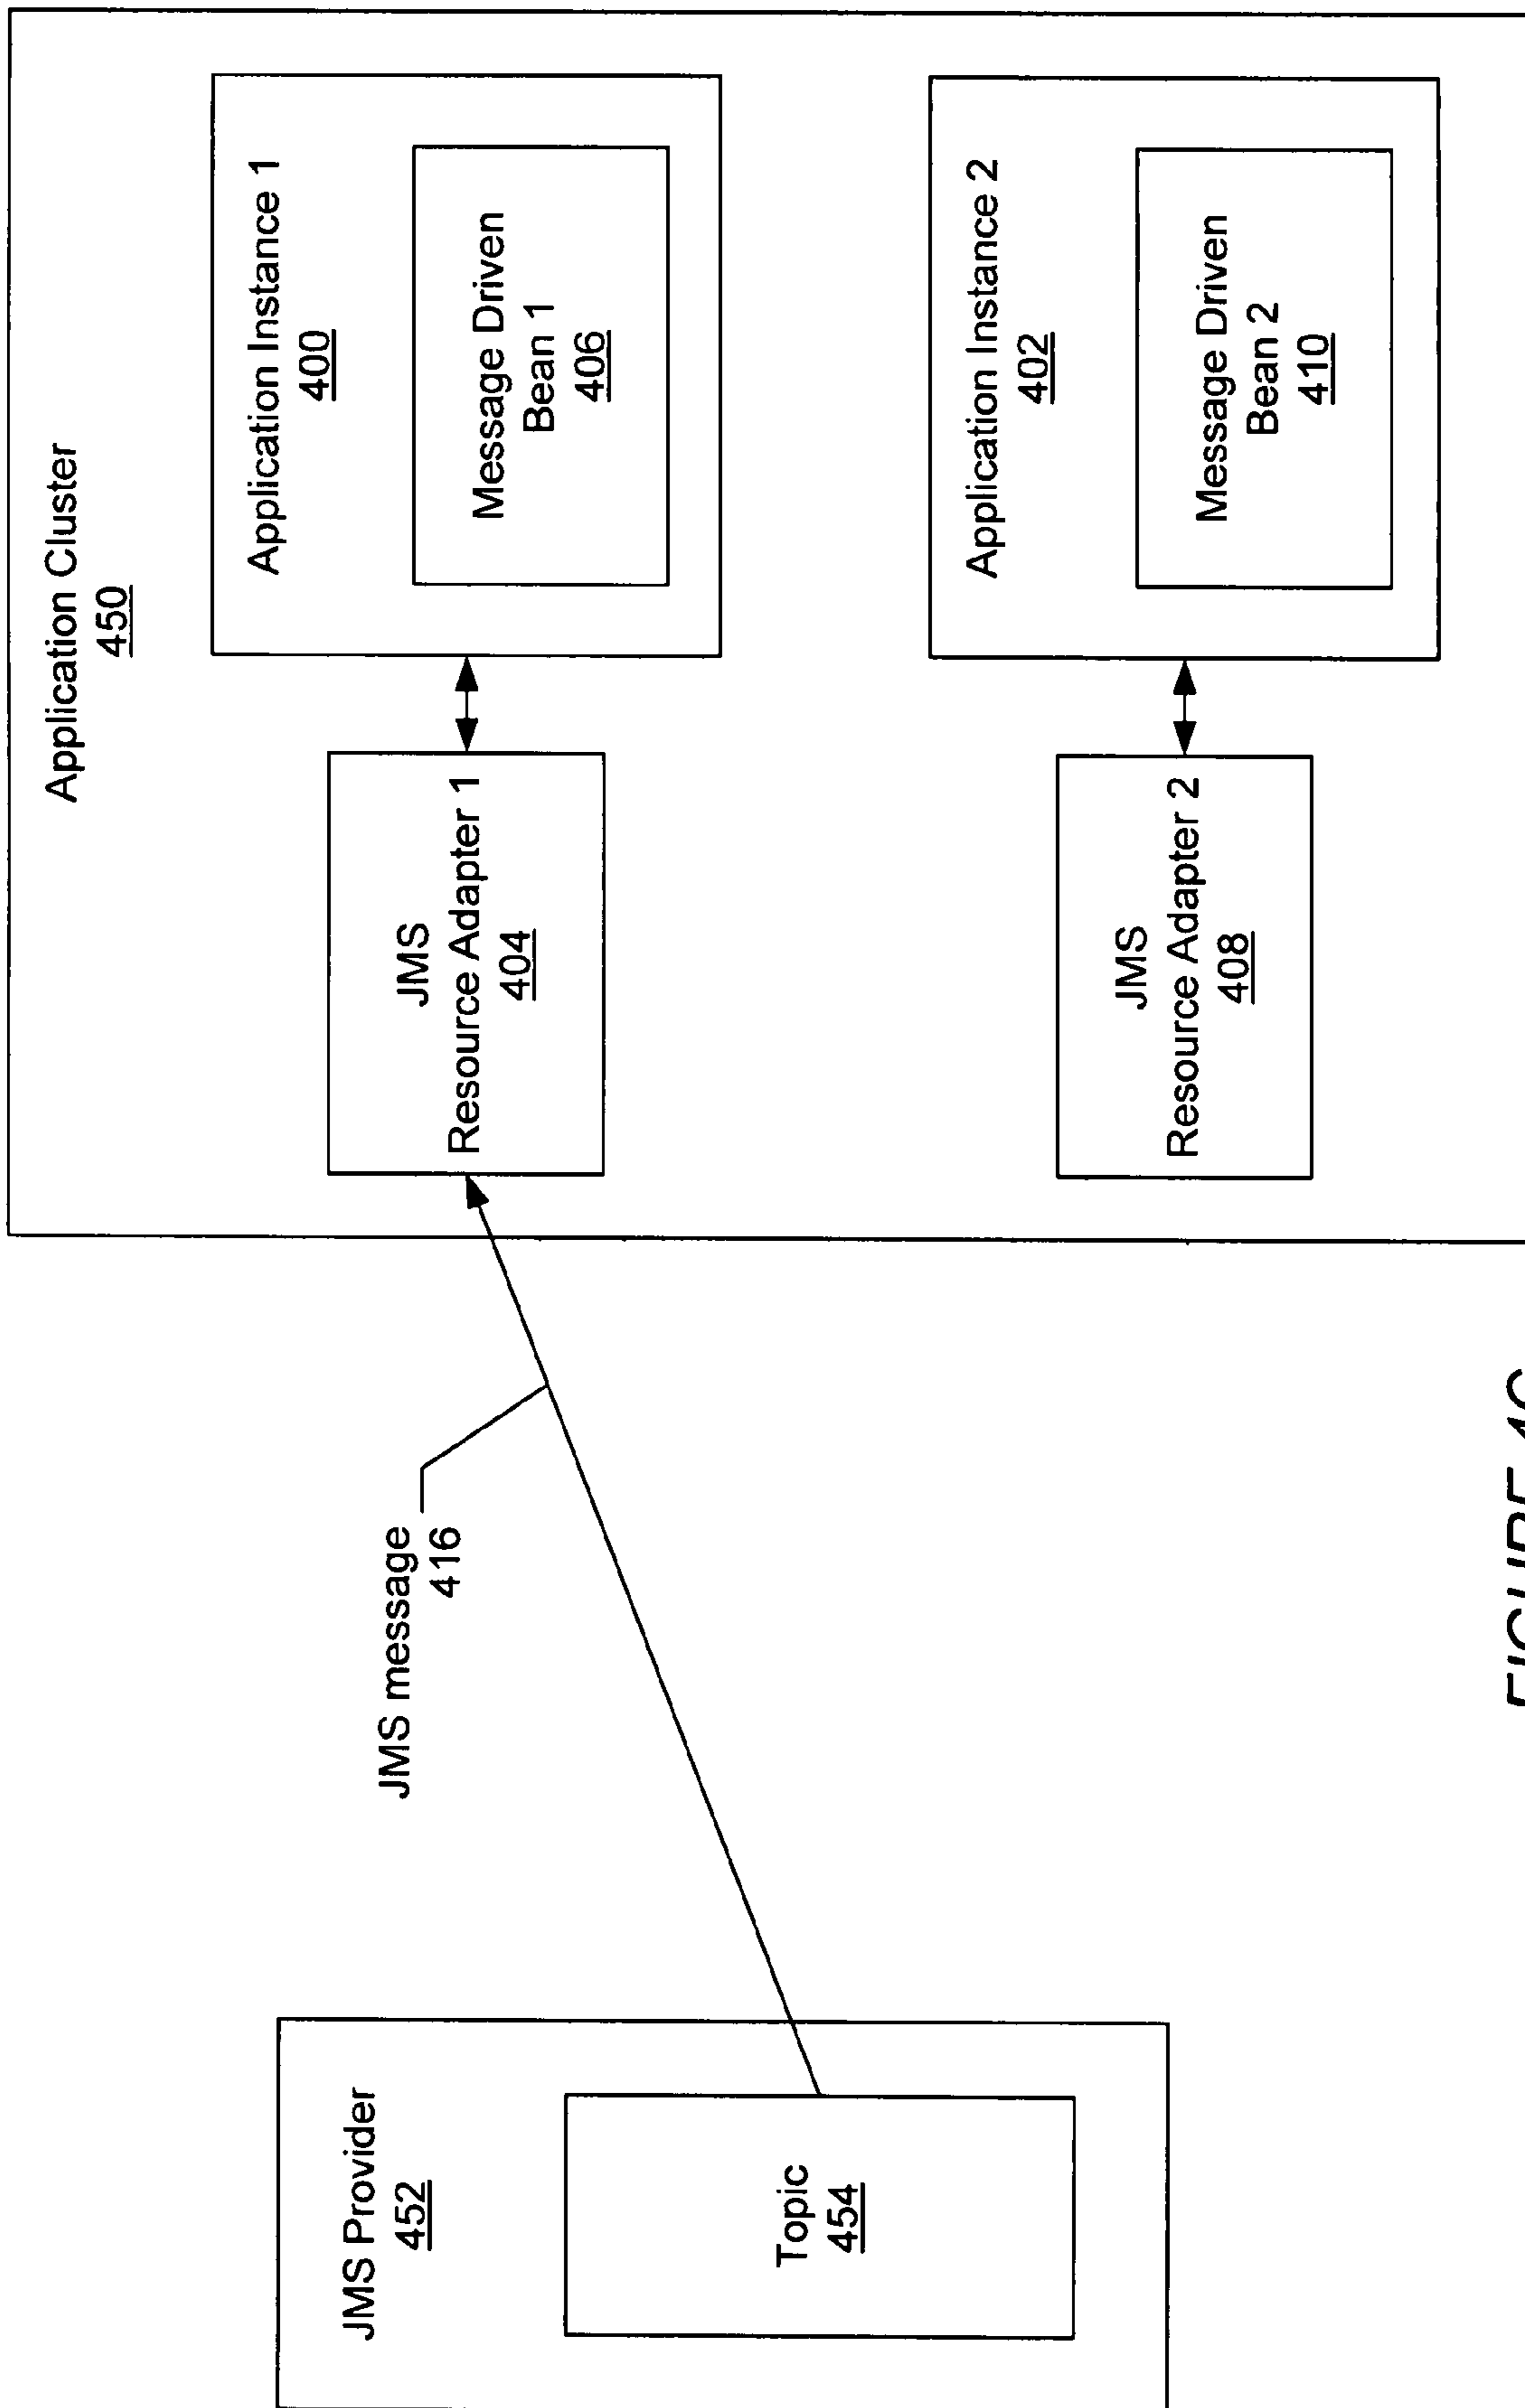 Application Cluster
450
Application Instance 1
400
Message Driven
Bean 1
406
JMS
Resource Adapter 1
404
Application Instance 2
402
Message Driven
Bean 2
410
JMS
Resource Adapter 2
408
JMS message
416
JMS Provider
452
Topic
454
FIGURE 4C